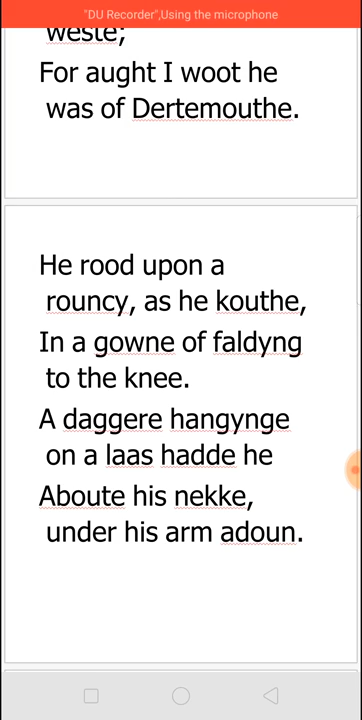 "DU Recorder",Using the microphone
weste;
For aught I woot he
was of Dertemouthe.
He rood upon a
rouncy, as he kouthe,
In a gowne of faldyng
to the knee.
A daggere hangynge
on a laas hadde he
Aboute his nekke,
under his arm adoun.